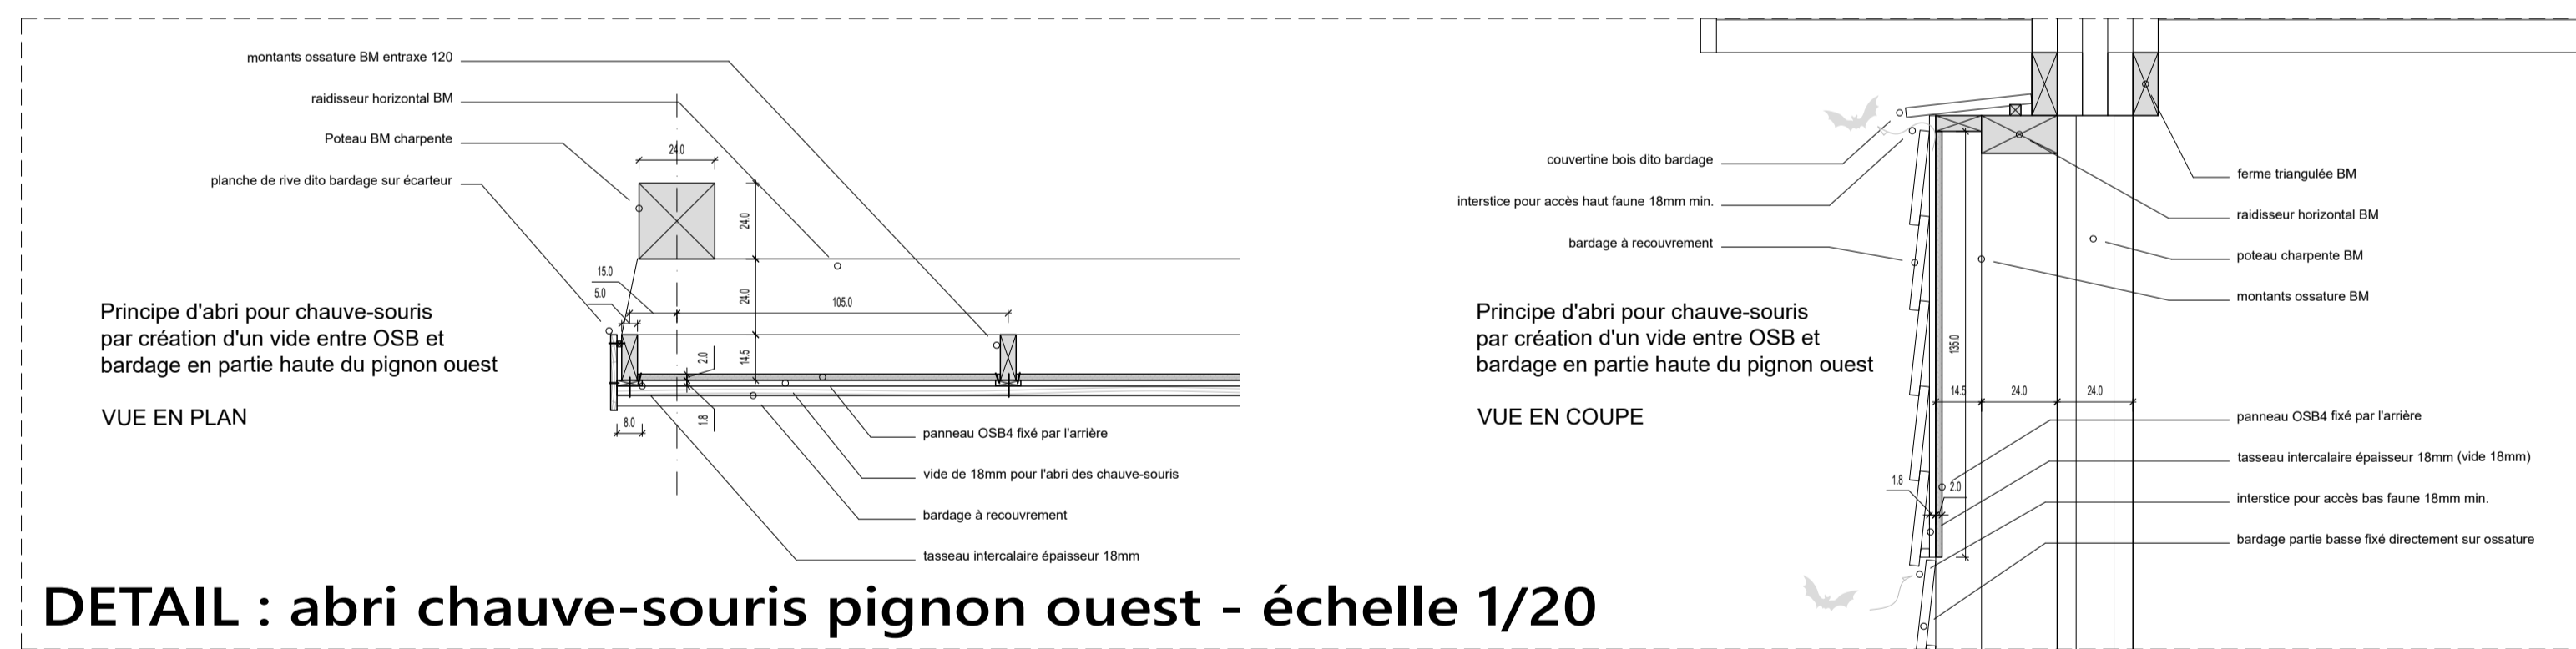 montants ossature BM entraxe 120
raidisseur horizontal BM
Poteau BM charpente
planche de rive dito bardage sur écarteur
24.0
24.0
24.0
15.0
5.0
105.0
2.0
14.5
1.8
8.0
Principe d'abri pour chauve-souris
par création d'un vide entre OSB et
bardage en partie haute du pignon ouest
VUE EN PLAN
panneau OSB4 fixé par l'arrière
vide de 18mm pour l'abri des chauve-souris
bardage à recouvrement
tasseau intercalaire épaisseur 18mm
couvertine bois dito bardage
interstice pour accès haut faune 18mm min.
bardage à recouvrement
Principe d'abri pour chauve-souris
par création d'un vide entre OSB et
bardage en partie haute du pignon ouest
VUE EN COUPE
135.0
14.5
24.0
24.0
1.8
2.0
ferme triangulée BM
raidisseur horizontal BM
poteau charpente BM
montants ossature BM
panneau OSB4 fixé par l'arrière
tasseau intercalaire épaisseur 18mm (vide 18mm)
interstice pour accès bas faune 18mm min.
bardage partie basse fixé directement sur ossature
DETAIL : abri chauve-souris pignon ouest - échelle 1/20